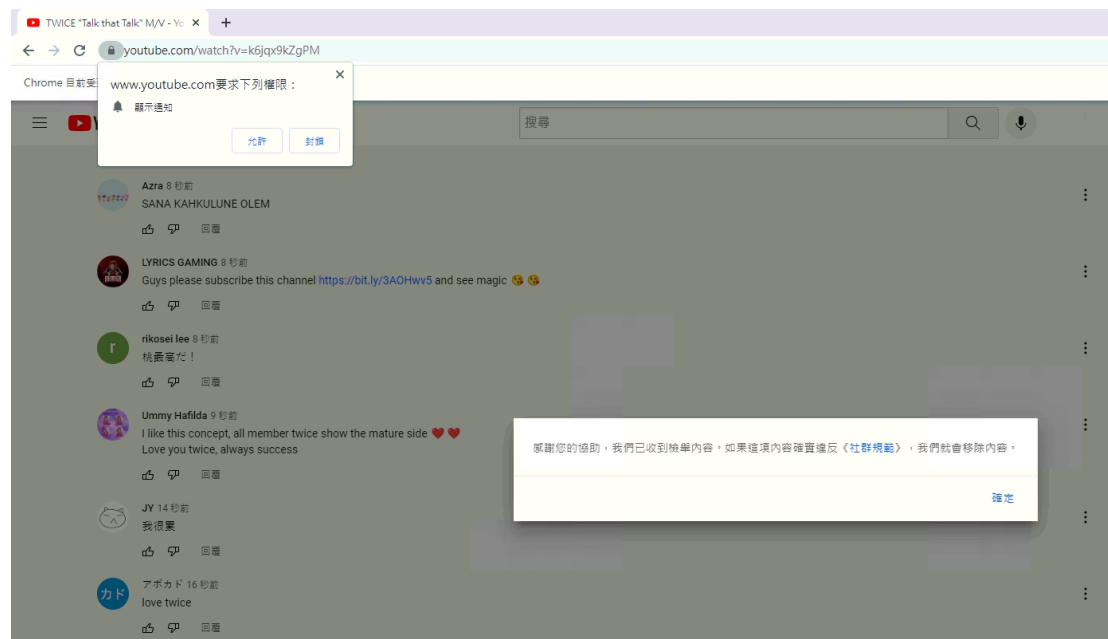 TWICE "Talk that Talk" M/V - Yo
youtube.com/watch?v=k6jqx9kZgPM
Chrome 目前受
www.youtube.com要求下列權限：
顯示通知
允許 封鎖
搜尋
Azra 8 秒前
SANA KAHKULUNE OLEM
回覆
LYRICS GAMING 8 秒前
Guys please subscribe this channel https://bit.ly/3AOHwv5 and see magic 😘 😘
回覆
r
rikosei lee 8 秒前
桃最高だ！
回覆
Ummy Hafilda 9 秒前
I like this concept, all member twice show the mature side ❤️ ❤️
Love you twice, always success
回覆
感謝您的協助，我們已收到檢舉內容。如果這項內容確實違反《社群規範》，我們就會移除內容。
確定
JY 14 秒前
我很累
回覆
カド
アボカド 16 秒前
love twice
回覆